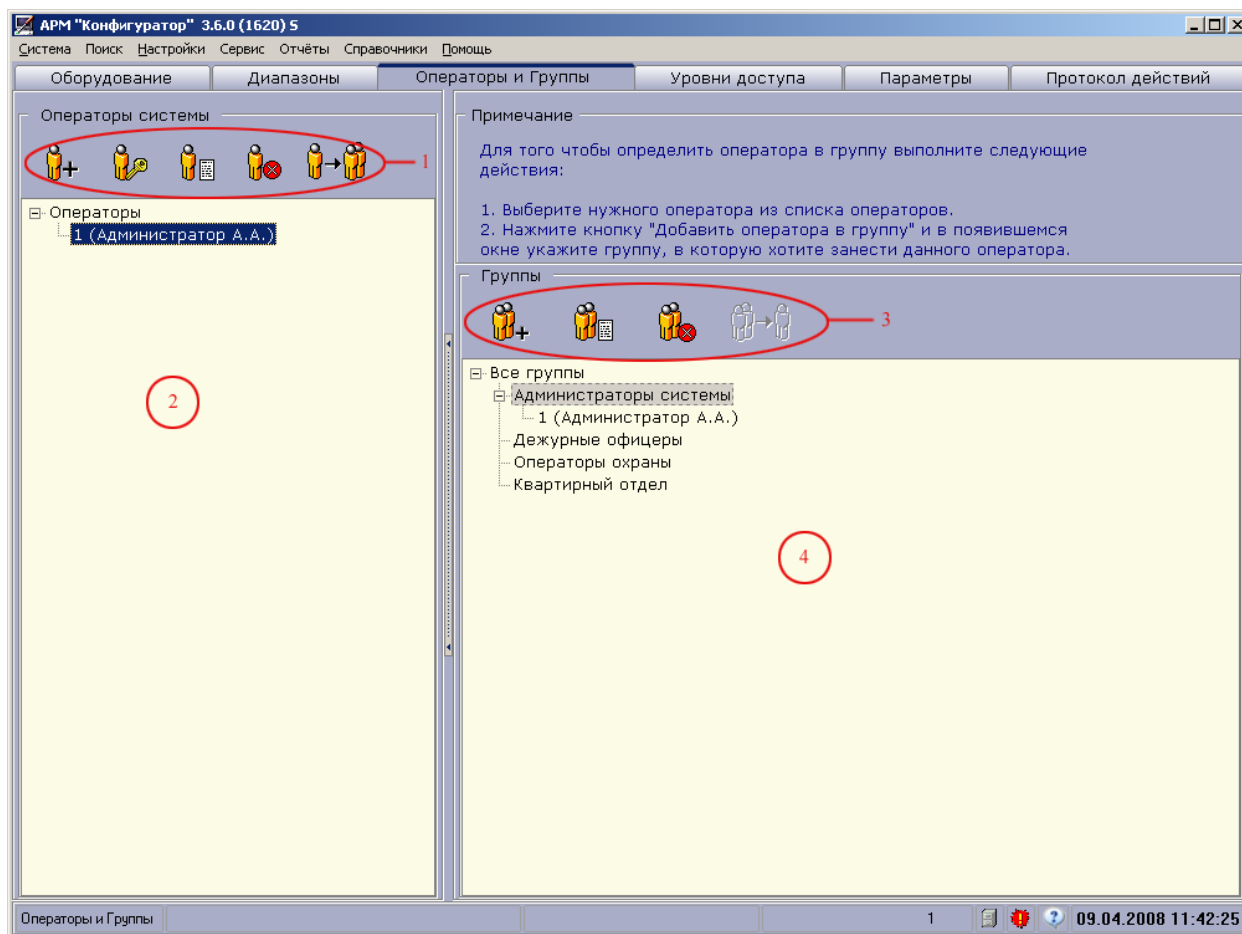 АРМ "Конфигуратор" 3.6.0 (1620) S
Система Поиск Настройки Сервис Отчёты Справочники Помощь
Оборудование Диапазоны Операторы и Группы Уровни доступа Параметры Протокол действий
Операторы системы
1
Операторы
1 (Администратор А.А.)
2
Примечание
Для того чтобы определить оператора в группу выполните следующие
действия:
1. Выберите нужного оператора из списка операторов.
2. Нажмите кнопку "Добавить оператора в группу" и в появившемся
окне укажите группу, в которую хотите занести данного оператора.
Группы
3
Все группы
Администраторы системы
1 (Администратор А.А.)
Дежурные офицеры
Операторы охраны
Квартирный отдел
4
Операторы и Группы 1 09.04.2008 11:42:25